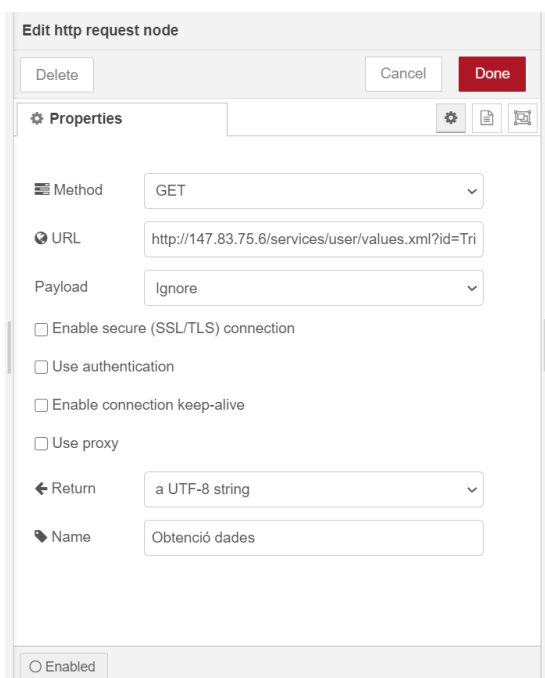 Edit http request node
Delete
Cancel
Done
Properties
Method
GET
URL
http://147.83.75.6/services/user/values.xml?id=Tri
Payload
Ignore
Enable secure (SSL/TLS) connection
Use authentication
Enable connection keep-alive
Use proxy
Return
a UTF-8 string
Name
Obtenció dades
Enabled